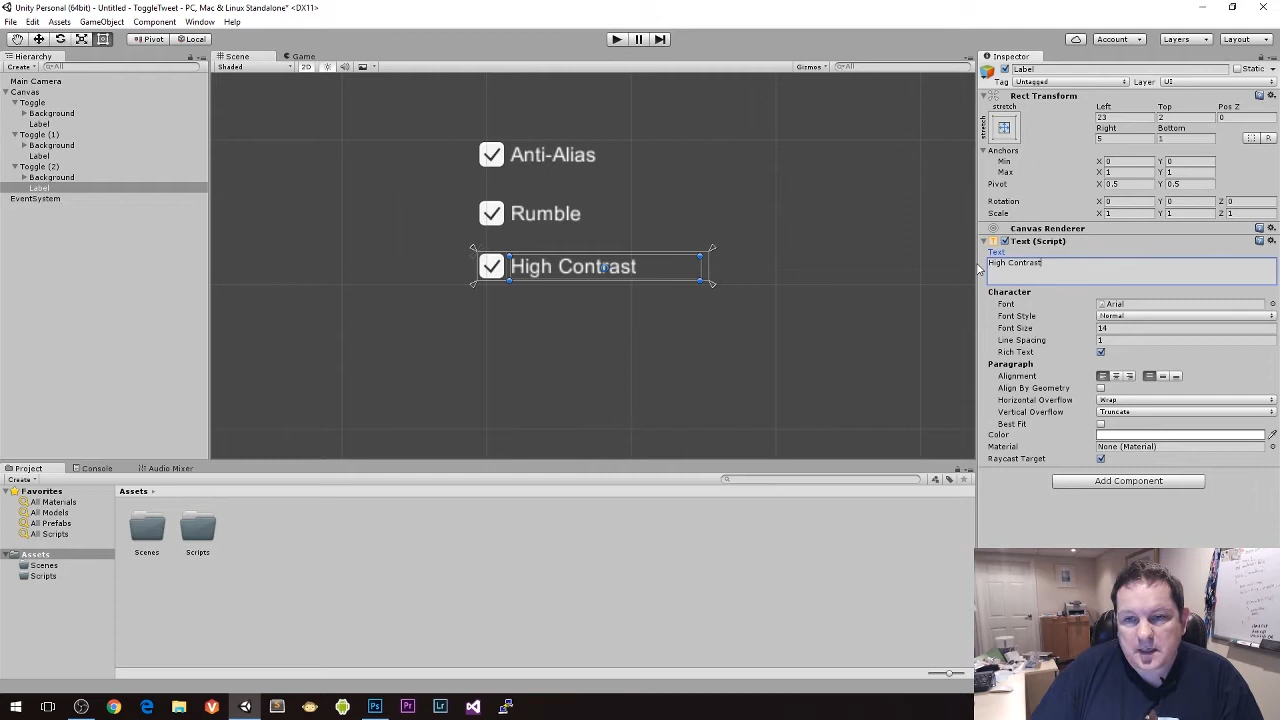 Unity Personal (64bit) - Untitled - ToggleTweet - PC, Mac & Linux Standalone* <DX11>
File Edit Assets GameObject Component Window Help
Pivot Local Account Layers Layout
Hierarchy
Create All
Main Camera
Canvas
Toggle
Background
Label
Toggle (1)
Background
Label
Toggle (2)
Background
Label
EventSystem
Scene Game
Shaded 2D Gizmos All
Anti-Alias
Rumble
High Contrast
Inspector
Label Static
Tag Untagged Layer UI
Rect Transform
stretch Left Top Pos Z
stretch 23 2 0
Right Bottom
5 1 R
Anchors
Min X 0 Y 0
Max X 1 Y 1
Pivot X 0.5 Y 0.5
Rotation X 0 Y 0 Z 0
Scale X 1 Y 1 Z 1
Canvas Renderer
Text (Script)
Text
High Contrast
Character
Font Arial
Font Style Normal
Font Size 14
Line Spacing 1
Rich Text
Paragraph
Alignment
Align By Geometry
Horizontal Overflow Wrap
Vertical Overflow Truncate
Best Fit
Color
Material None (Material)
Raycast Target
Add Component
Project Console Audio Mixer
Create
Favorites
All Materials
All Models
All Prefabs
All Scripts
Assets
Scenes
Scripts
Assets
Scenes Scripts
Ps Pr Lr